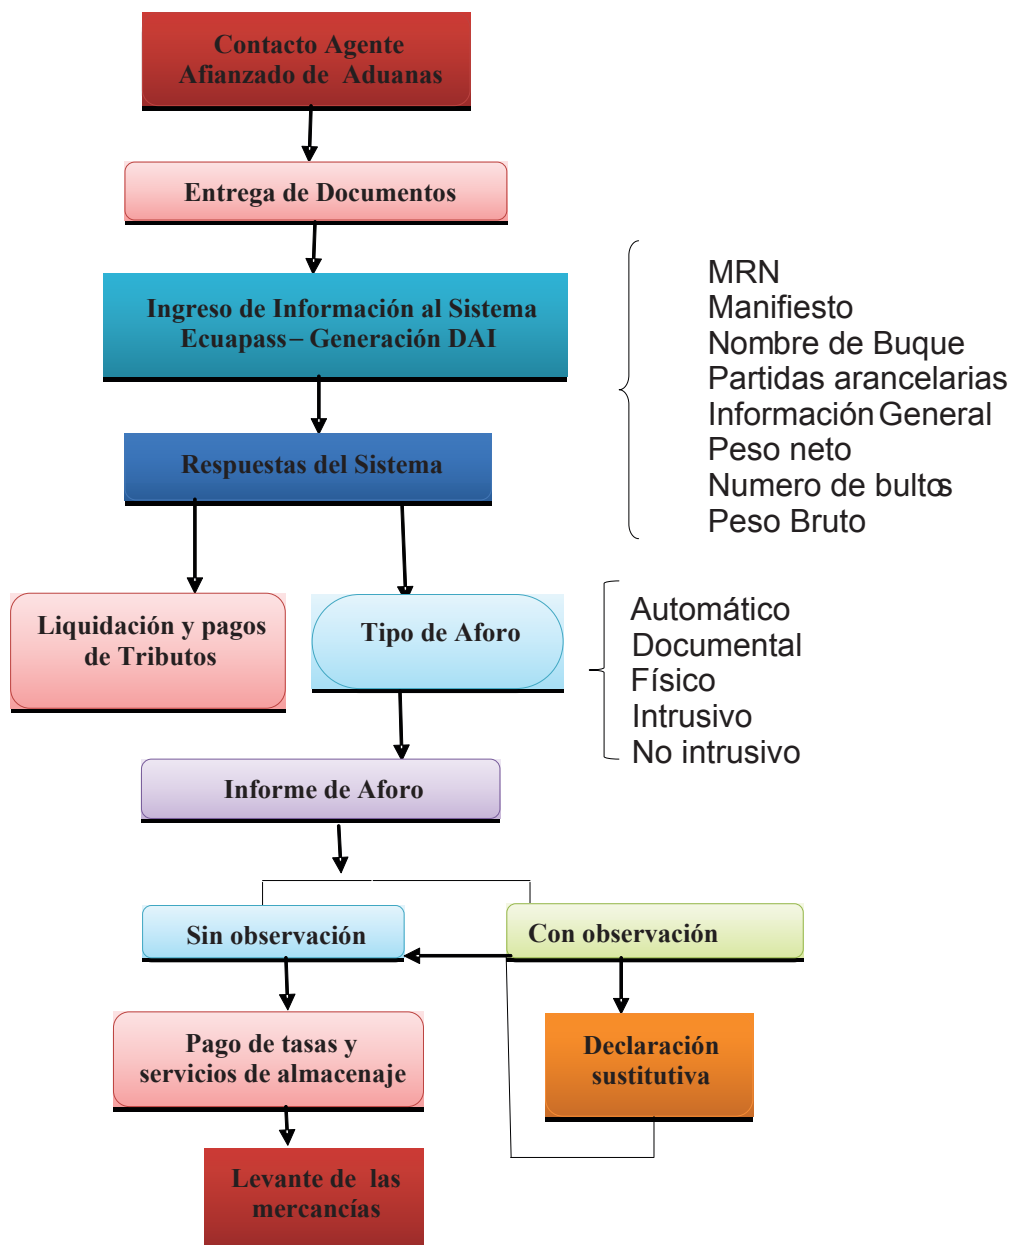 Contacto Agente
Afianzado de Aduanas
Entrega de Documentos
Ingreso de Información al Sistema
Ecuapass – Generación DAI
MRN
Manifiesto
Nombre de Buque
Partidas arancelarias
Información General
Peso neto
Numero de bultos
Peso Bruto
Respuestas del Sistema
Liquidación y pagos
de Tributos
Tipo de Aforo
Automático
Documental
Físico
Intrusivo
No intrusivo
Informe de Aforo
Sin observación
Con observación
Pago de tasas y
servicios de almacenaje
Declaración
sustitutiva
Levante de las
mercancías